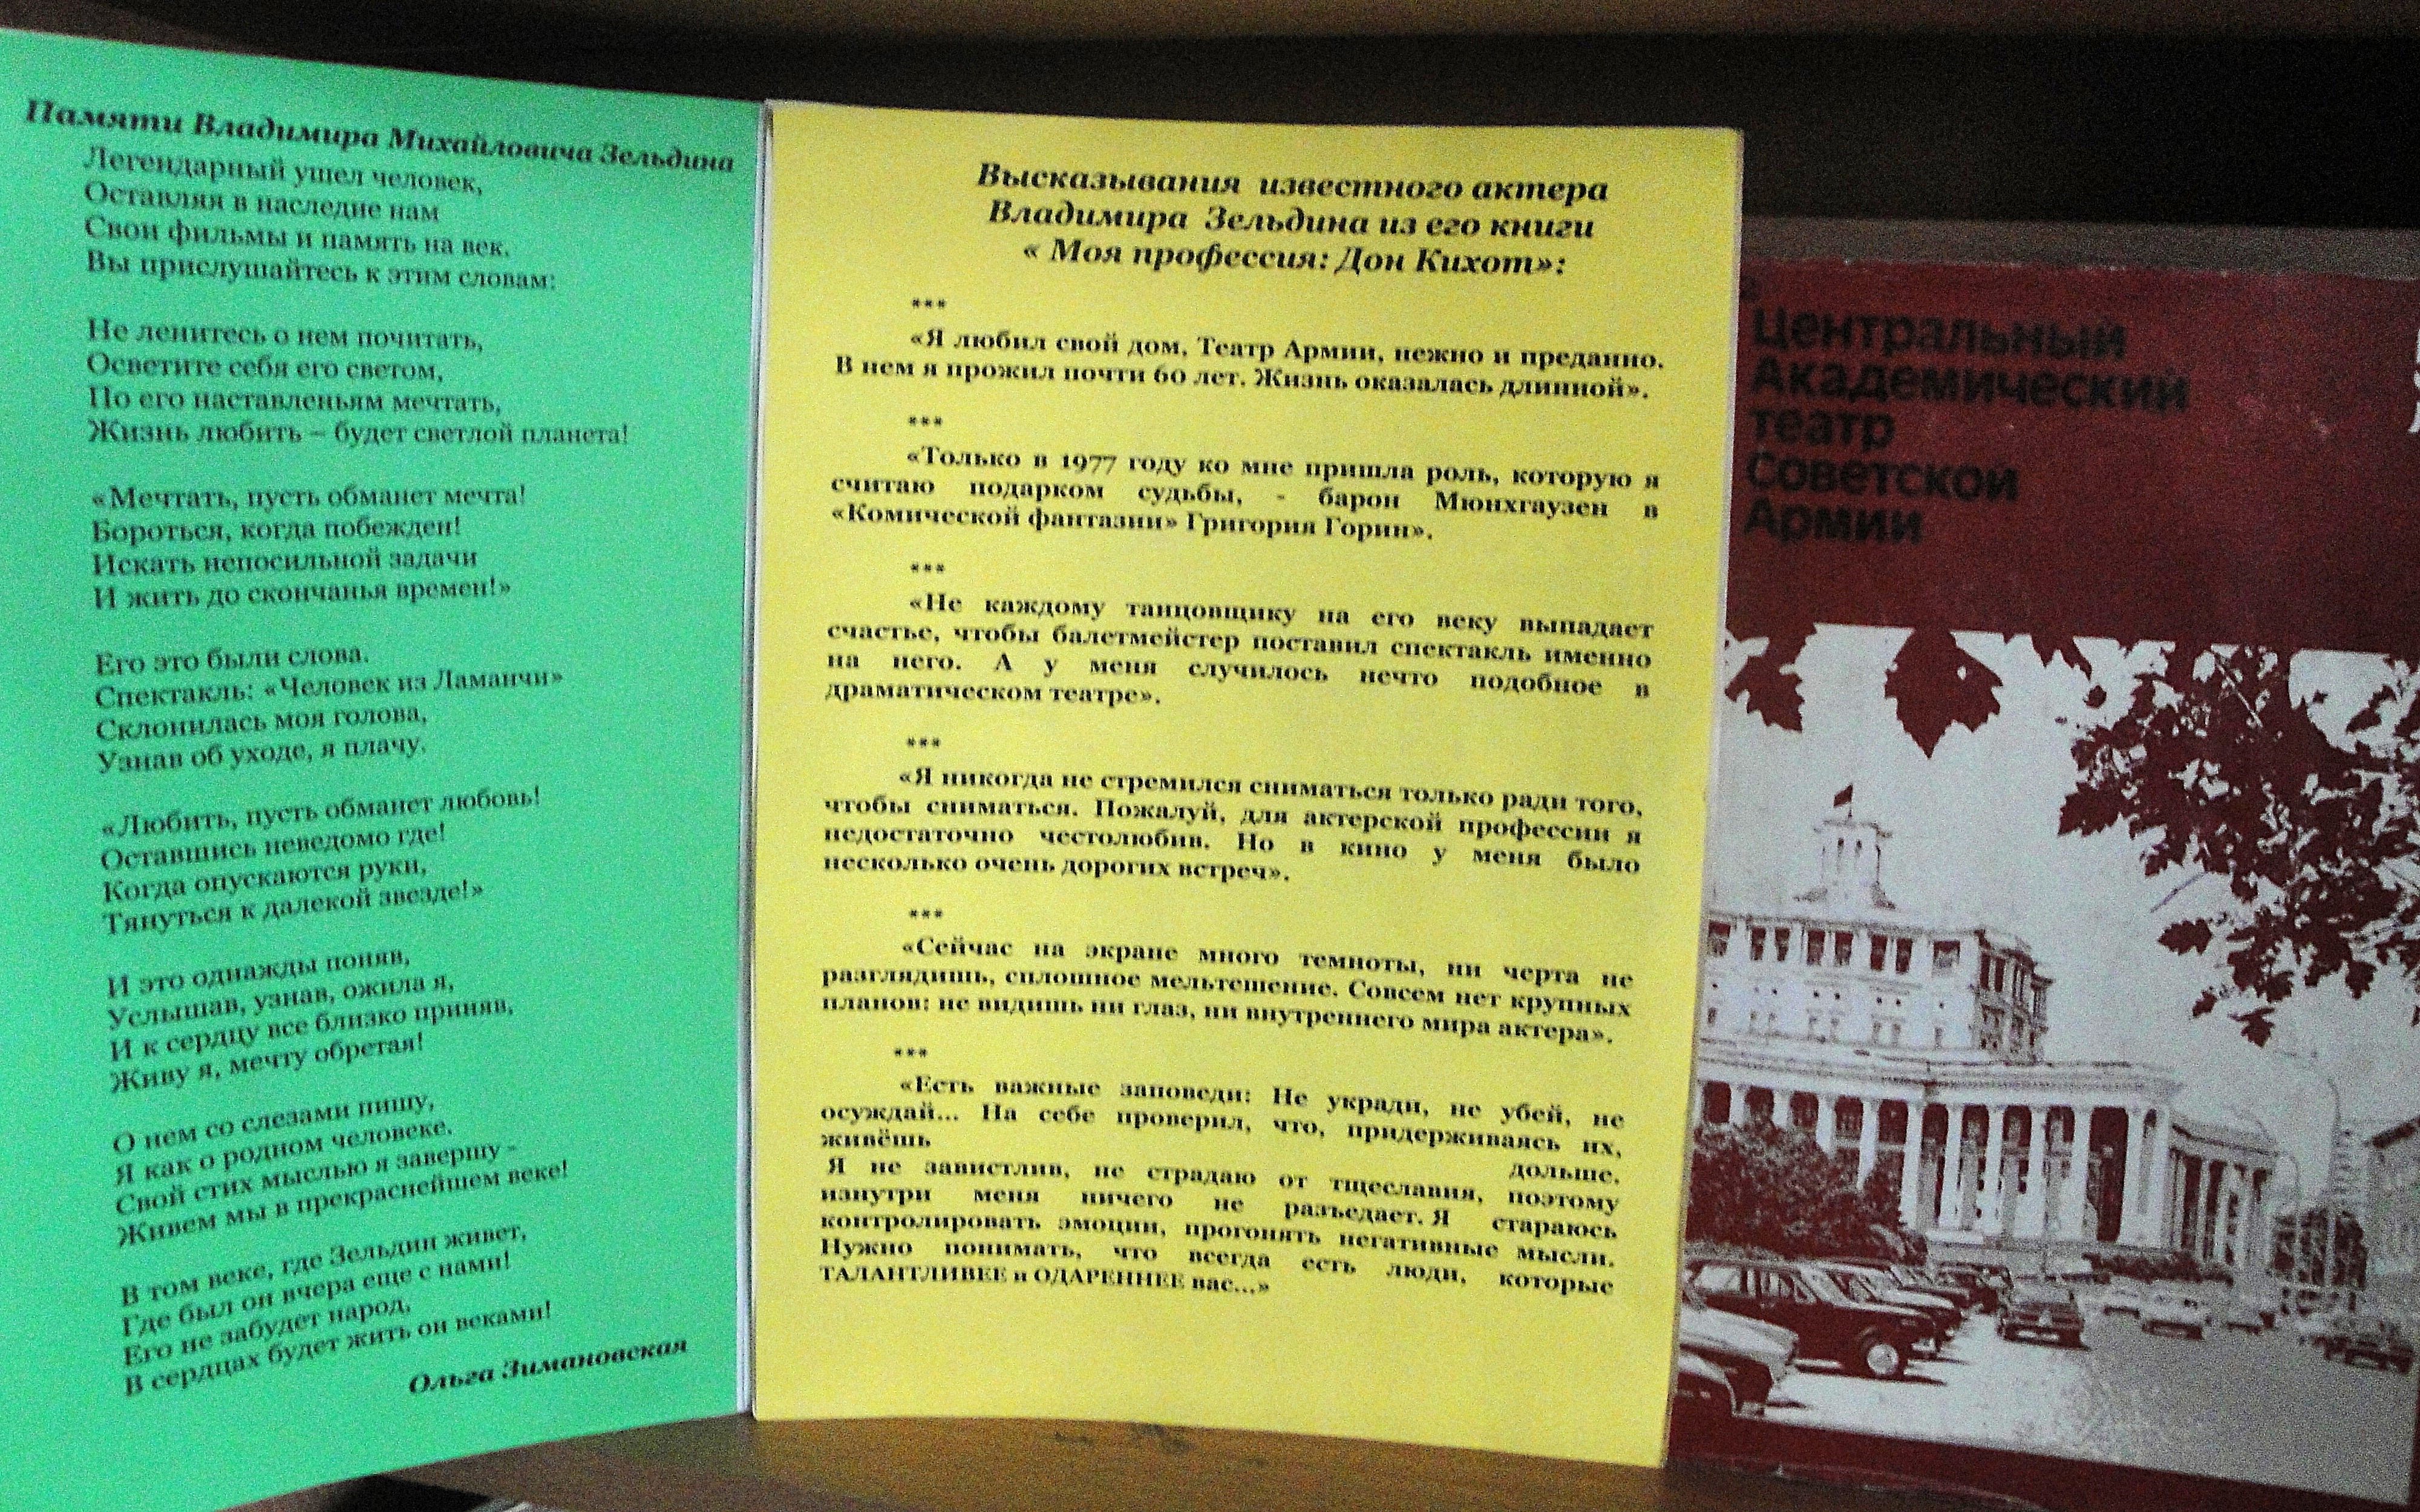 Памяти Владимира Михайловича Зельдина
Легендарный ушел человек,
Оставляя в наследие нам
Свои фильмы и память на век.
Вы прислушайтесь к этим словам:
Не ленитесь о нем почитать,
Осветите себя его светом,
По его наставленьям мечтать,
Жизнь любить – будет светлой планета!
«Мечтать, пусть обманет мечта!
Бороться, когда побежден!
Искать непосильной задачи
И жить до скончанья времен!»
Его это были слова.
Спектакль: «Человек из Ламанчи»
Склонилась моя голова,
Узнав об уходе, я плачу.
«Любить, пусть обманет любовь!
Оставшись неведомо где!
Когда опускаются руки,
Тянуться к далекой звезде!»
И это однажды поняв,
Услышав, узнав, ожила я,
И к сердцу все близко приняв,
Живу я, мечту обретая!
О нем со слезами пишу,
Я как о родном человеке.
Свой стих мыслью я завершу -
Живем мы в прекраснейшем веке!
В том веке, где Зельдин живет,
Где был он вчера еще с нами!
Его не забудет народ,
В сердцах будет жить он веками!
Ольга Зимановская
Высказывания известного актера
Владимира Зельдина из его книги
« Моя профессия: Дон Кихот»:
***
«Я любил свой дом, Театр Армии, нежно и преданно.
В нем я прожил почти 60 лет. Жизнь оказалась длинной».
***
«Только в 1977 году ко мне пришла роль, которую я
считаю подарком судьбы, - барон Мюнхгаузен в
«Комической фантазии» Григория Горин».
***
«Не каждому танцовщику на его веку выпадает
счастье, чтобы балетмейстер поставил спектакль именно
на него. А у меня случилось нечто подобное в
драматическом театре».
***
«Я никогда не стремился сниматься только ради того,
чтобы сниматься. Пожалуй, для актерской профессии я
недостаточно честолюбив. Но в кино у меня было
несколько очень дорогих встреч».
***
«Сейчас на экране много темноты, ни черта не
разглядишь, сплошное мельтешение. Совсем нет крупных
планов: не видишь ни глаз, ни внутреннего мира актера».
***
«Есть важные заповеди: Не укради, не убей, не
осуждай... На себе проверил, что, придерживаясь их,
живёшь дольше.
Я не завистлив, не страдаю от тщеславия, поэтому
изнутри меня ничего не разъедает. Я стараюсь
контролировать эмоции, прогонять негативные мысли.
Нужно понимать, что всегда есть люди, которые
ТАЛАНТЛИВЕЕ и ОДАРЕННЕЕ вас...»
Центральный
Академический
театр
Советской
Армии